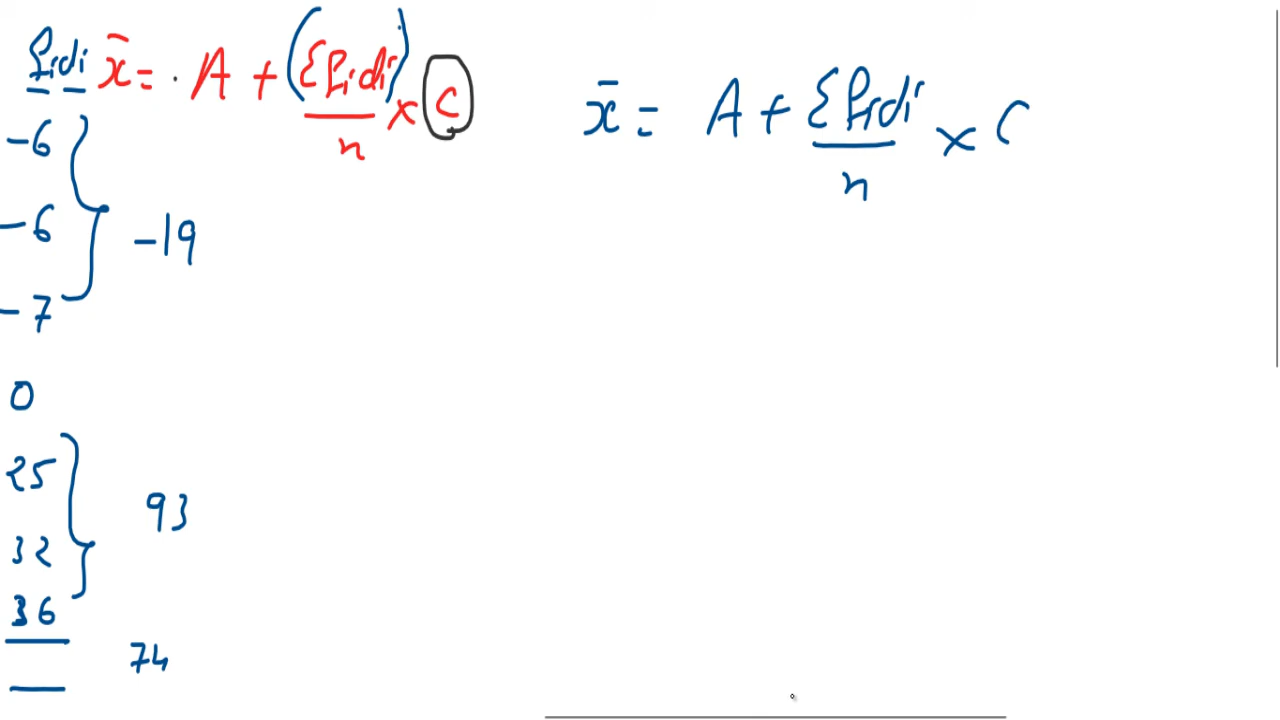 fidi x̄ = A + (Σfidi) × C
n
x̄ = A + Σfidi × C
n
-6
-6
-19
-7
0
25
93
32
36
74